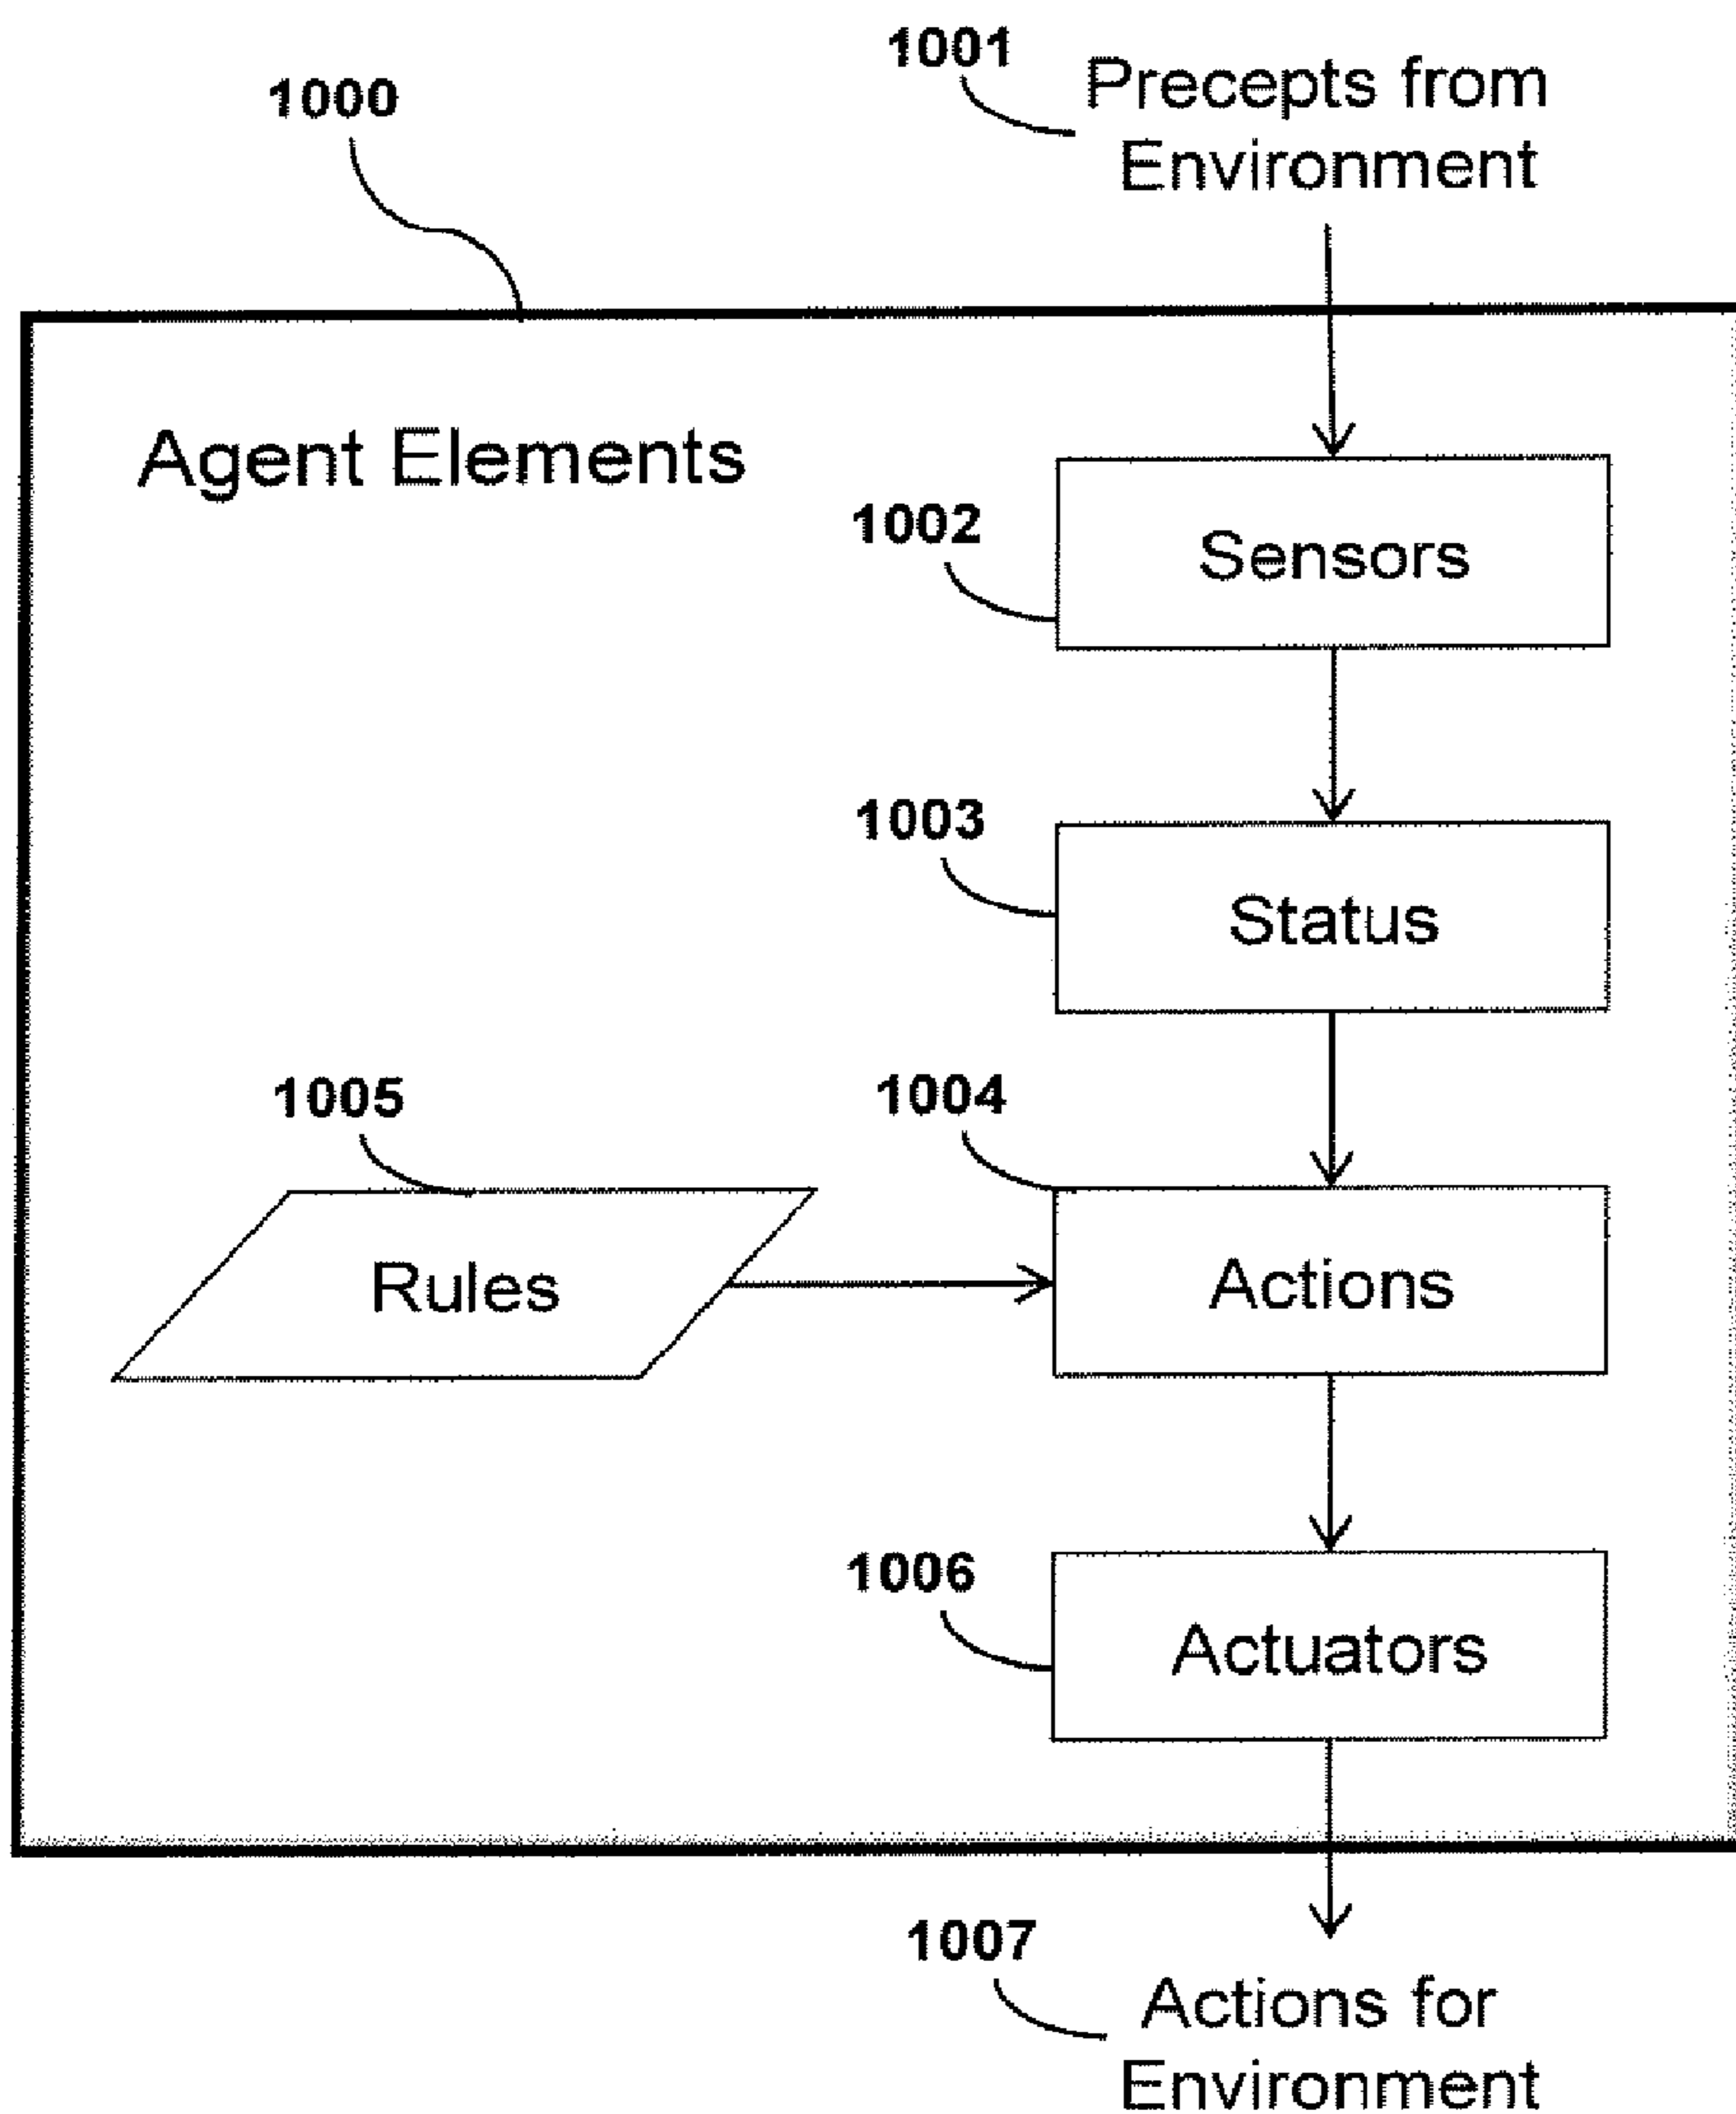 1001
Precepts from
Environment
1000
Agent Elements
1002
Sensors
1003
Status
1005
1004
Rules
Actions
1006
Actuators
1007
Actions for
Environment